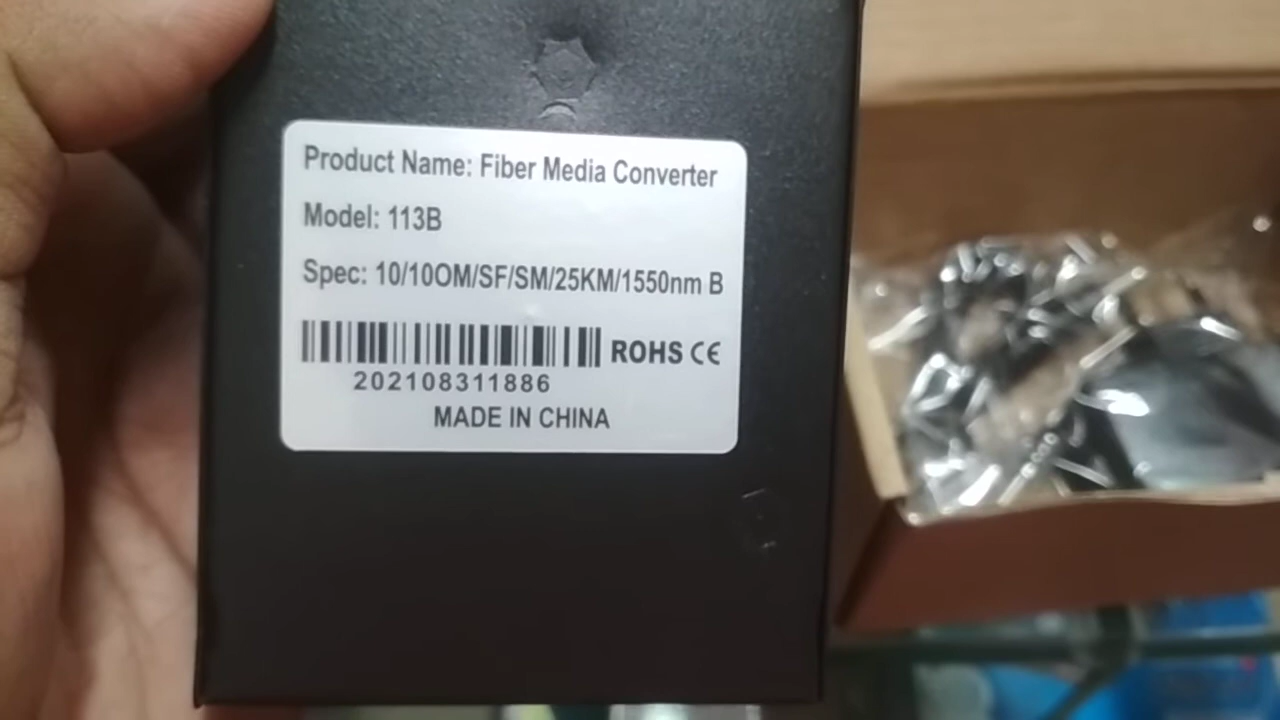 Product Name: Fiber Media Converter
Model: 113B
Spec: 10/10OM/SF/SM/25KM/1550nm B
ROHS CE
202108311886
MADE IN CHINA